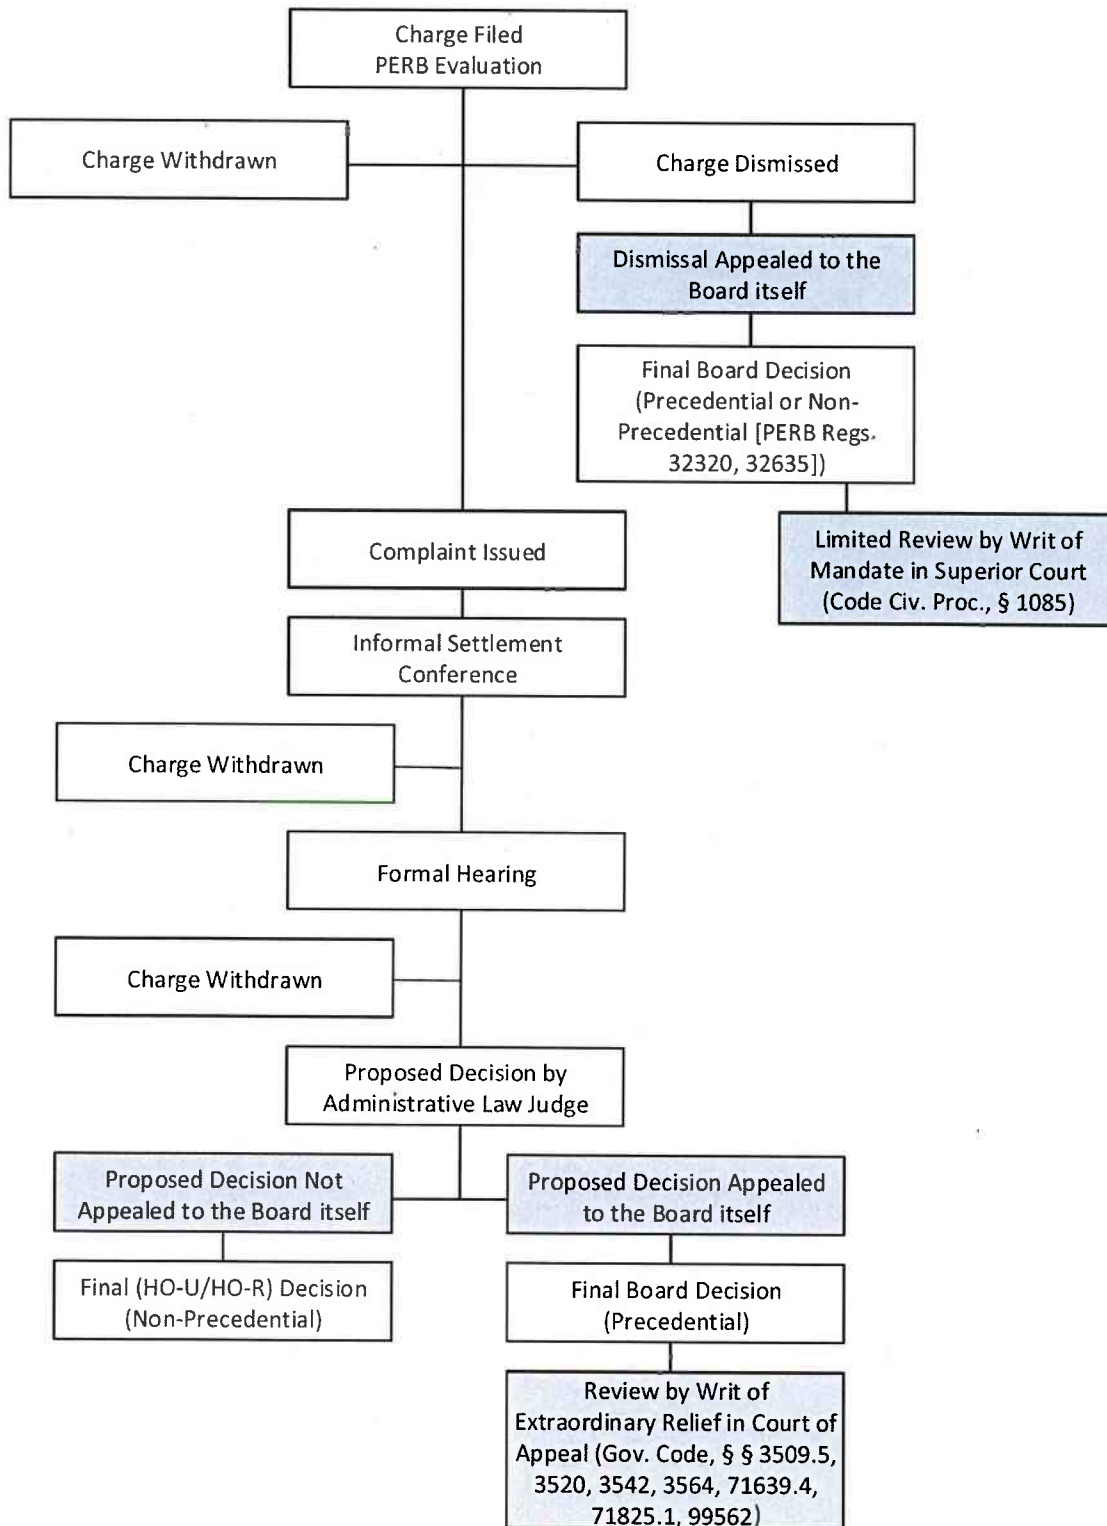 Charge Filed
PERB Evaluation
Charge Withdrawn
Charge Dismissed
Dismissal Appealed to the
Board itself
Final Board Decision
(Precedential or Non-
Precedential [PERB Regs.
32320, 32635])
Limited Review by Writ of
Mandate in Superior Court
(Code Civ. Proc., § 1085)
Complaint Issued
Informal Settlement
Conference
Charge Withdrawn
Formal Hearing
Charge Withdrawn
Proposed Decision by
Administrative Law Judge
Proposed Decision Not
Appealed to the Board itself
Final (HO-U/HO-R) Decision
(Non-Precedential)
Proposed Decision Appealed
to the Board itself
Final Board Decision
(Precedential)
Review by Writ of
Extraordinary Relief in Court of
Appeal (Gov. Code, § § 3509.5,
3520, 3542, 3564, 71639.4,
71825.1, 99562)